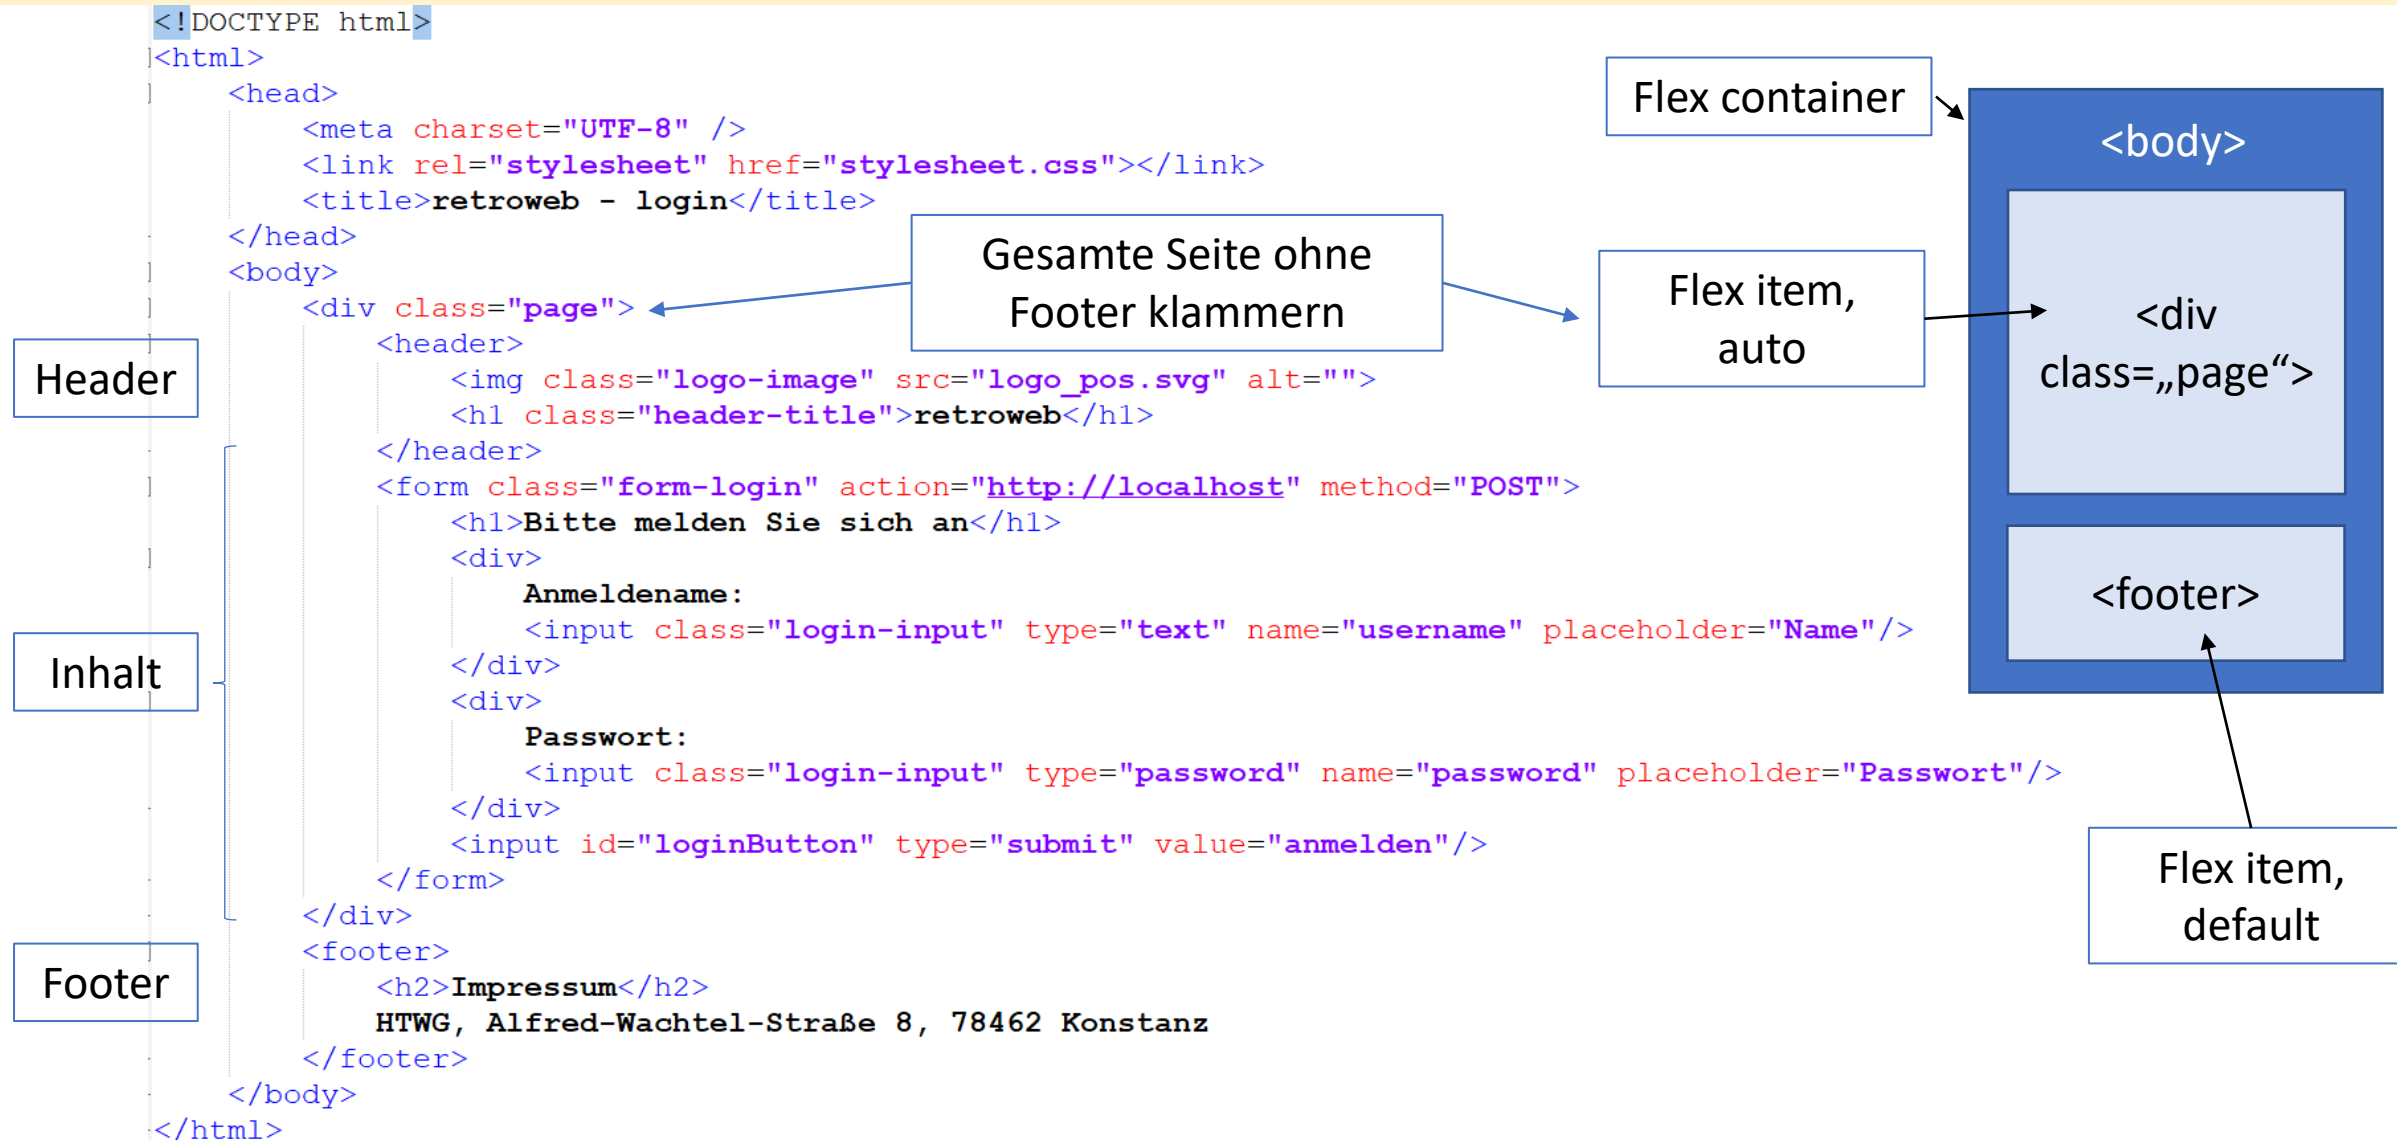 <!DOCTYPE html>
<html>
<head>
<meta charset="UTF-8" />
<link rel="stylesheet" href="stylesheet.css"></link>
<title>retroweb - login</title>
</head>
<body>
<div class="page">
<header>
<img class="logo-image" src="logo_pos.svg" alt="">
<h1 class="header-title">retroweb</h1>
</header>
<form class="form-login" action="http://localhost" method="POST">
<h1>Bitte melden Sie sich an</h1>
<div>
Anmeldename:
<input class="login-input" type="text" name="username" placeholder="Name"/>
</div>
<div>
Passwort:
<input class="login-input" type="password" name="password" placeholder="Passwort"/>
</div>
<input id="loginButton" type="submit" value="anmelden"/>
</form>
</div>
<footer>
<h2>Impressum</h2>
HTWG, Alfred-Wachtel-Straße 8, 78462 Konstanz
</footer>
</body>
</html>
Header
Inhalt
Footer
Gesamte Seite ohne
Footer klammern
Flex container
Flex item,
auto
<body>
<div
class=„page“>
<footer>
Flex item,
default